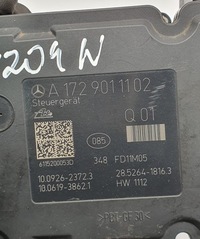 209 W
A 172 901 11 02
Steuergerät
Q 01
ate
085
348 FD11M05
6115200053D
10.0926-2372.3 28.5264-1816.3
10.0619-3862.1 HW 1112